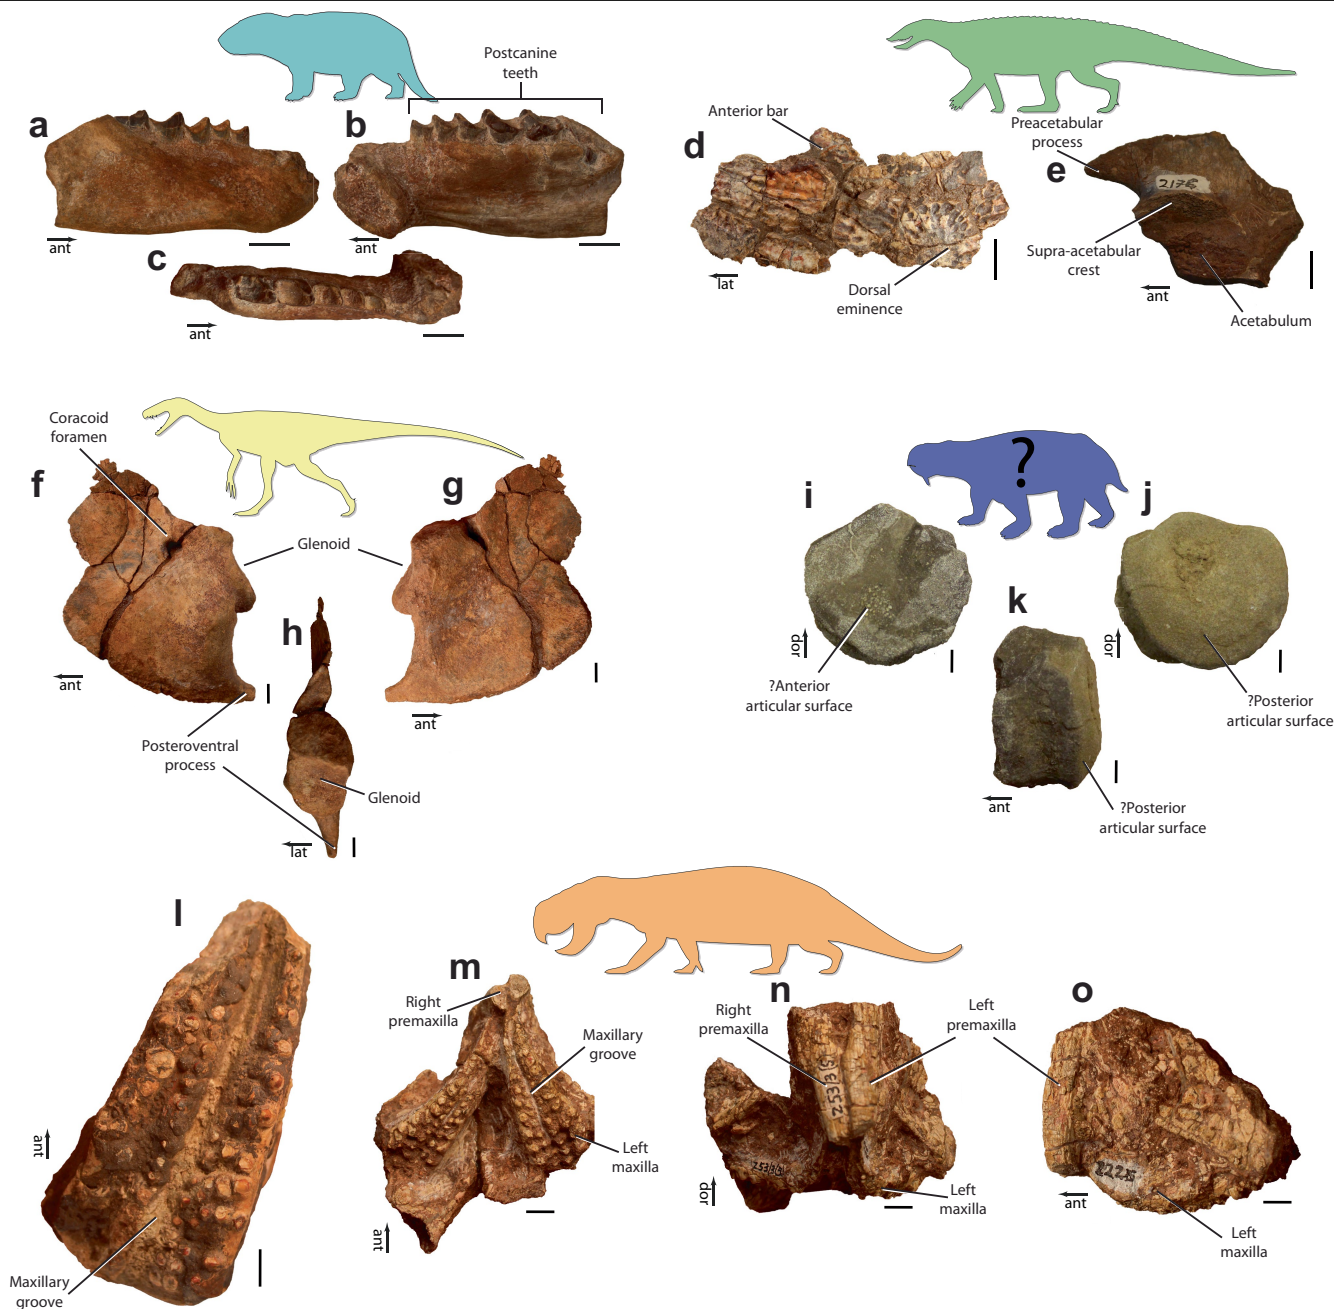 Postcanine
teeth
a
b
ant
ant
c
ant
Anterior bar
d
lat
Dorsal
eminence
Preacetabular
process
e
217B
Supra-acetabular
crest
ant
Acetabulum
Coracoid
foramen
f
g
Glenoid
ant
ant
h
Posteroventral
process
Glenoid
lat
?
i
j
k
dor
dor
?Anterior
articular surface
?Posterior
articular surface
ant
?Posterior
articular surface
l
ant
Maxillary
groove
m
Right
premaxilla
Maxillary
groove
Left
maxilla
ant
n
Right
premaxilla
Left
premaxilla
dor
Left
maxilla
o
ant
Left
maxilla